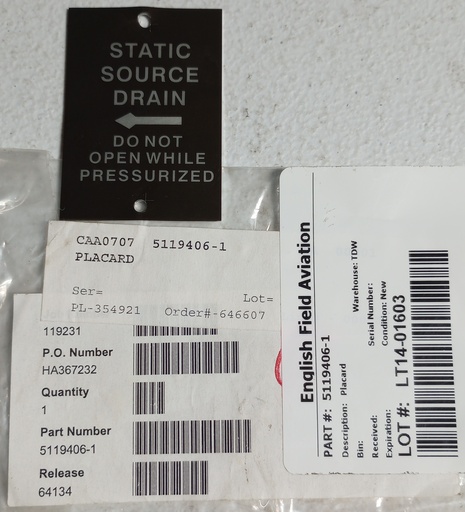 STATIC
SOURCE
DRAIN
DO NOT
OPEN WHILE
PRESSURIZED
CAA0707 5119406-1
PLACARD
Ser= Lot=
PL-354921 Order#-646607
119231
P.O. Number
HA367232
Quantity
1
Part Number
5119406-1
Release
64134
English Field Aviation
PART #: 5119406-1
Description: Placard Warehouse: TDW
Bin:
Received: Serial Number:
Expiration: Condition: New
LOT #: LT14-01603